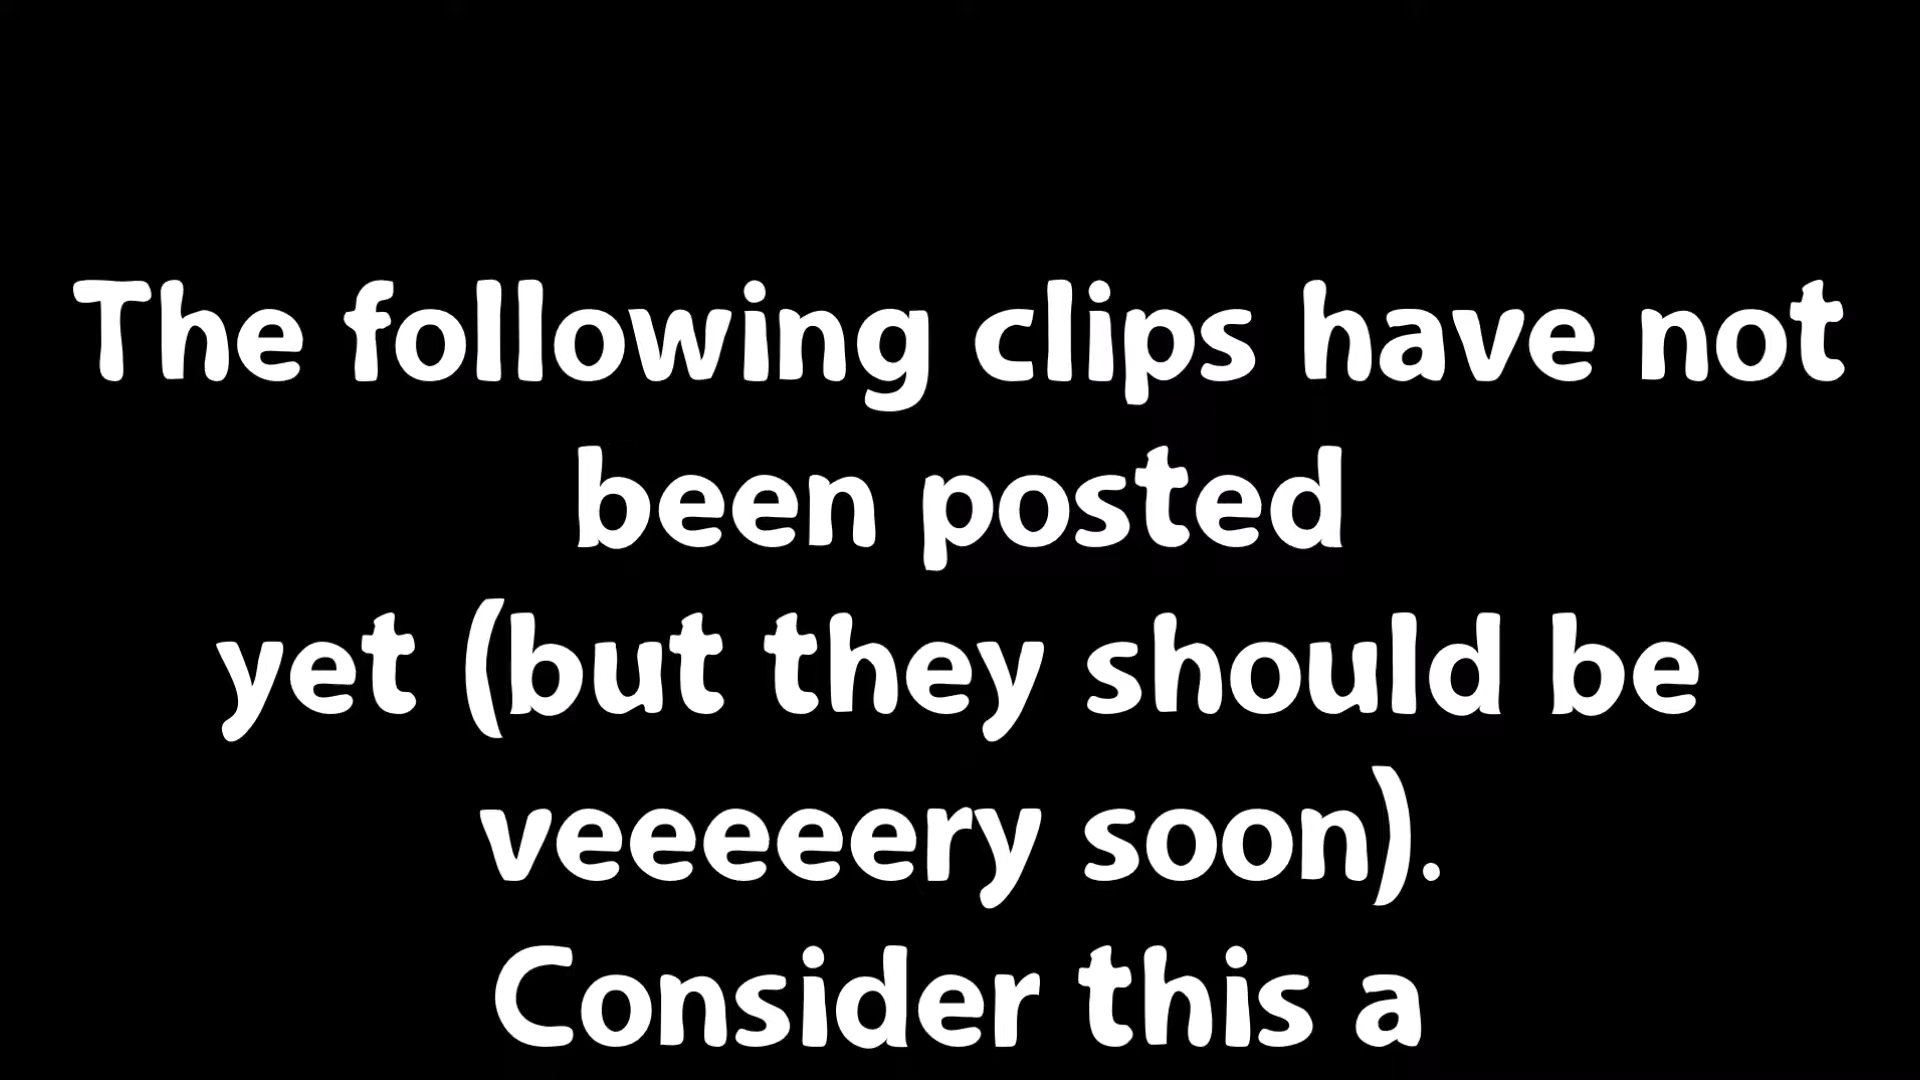 The following clips have not
been posted
yet (but they should be
veeeeery soon).
Consider this a